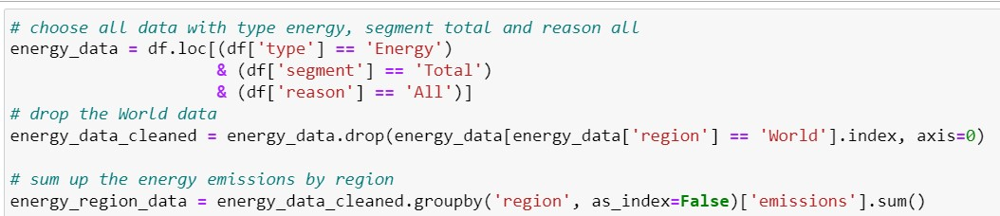 # choose all data with type energy, segment total and reason all
energy_data = df.loc[(df['type'] == 'Energy')
                     & (df['segment'] == 'Total')
                     & (df['reason'] == 'All')]
# drop the World data
energy_data_cleaned = energy_data.drop(energy_data[energy_data['region'] == 'World'].index, axis=0)

# sum up the energy emissions by region
energy_region_data = energy_data_cleaned.groupby('region', as_index=False)['emissions'].sum()